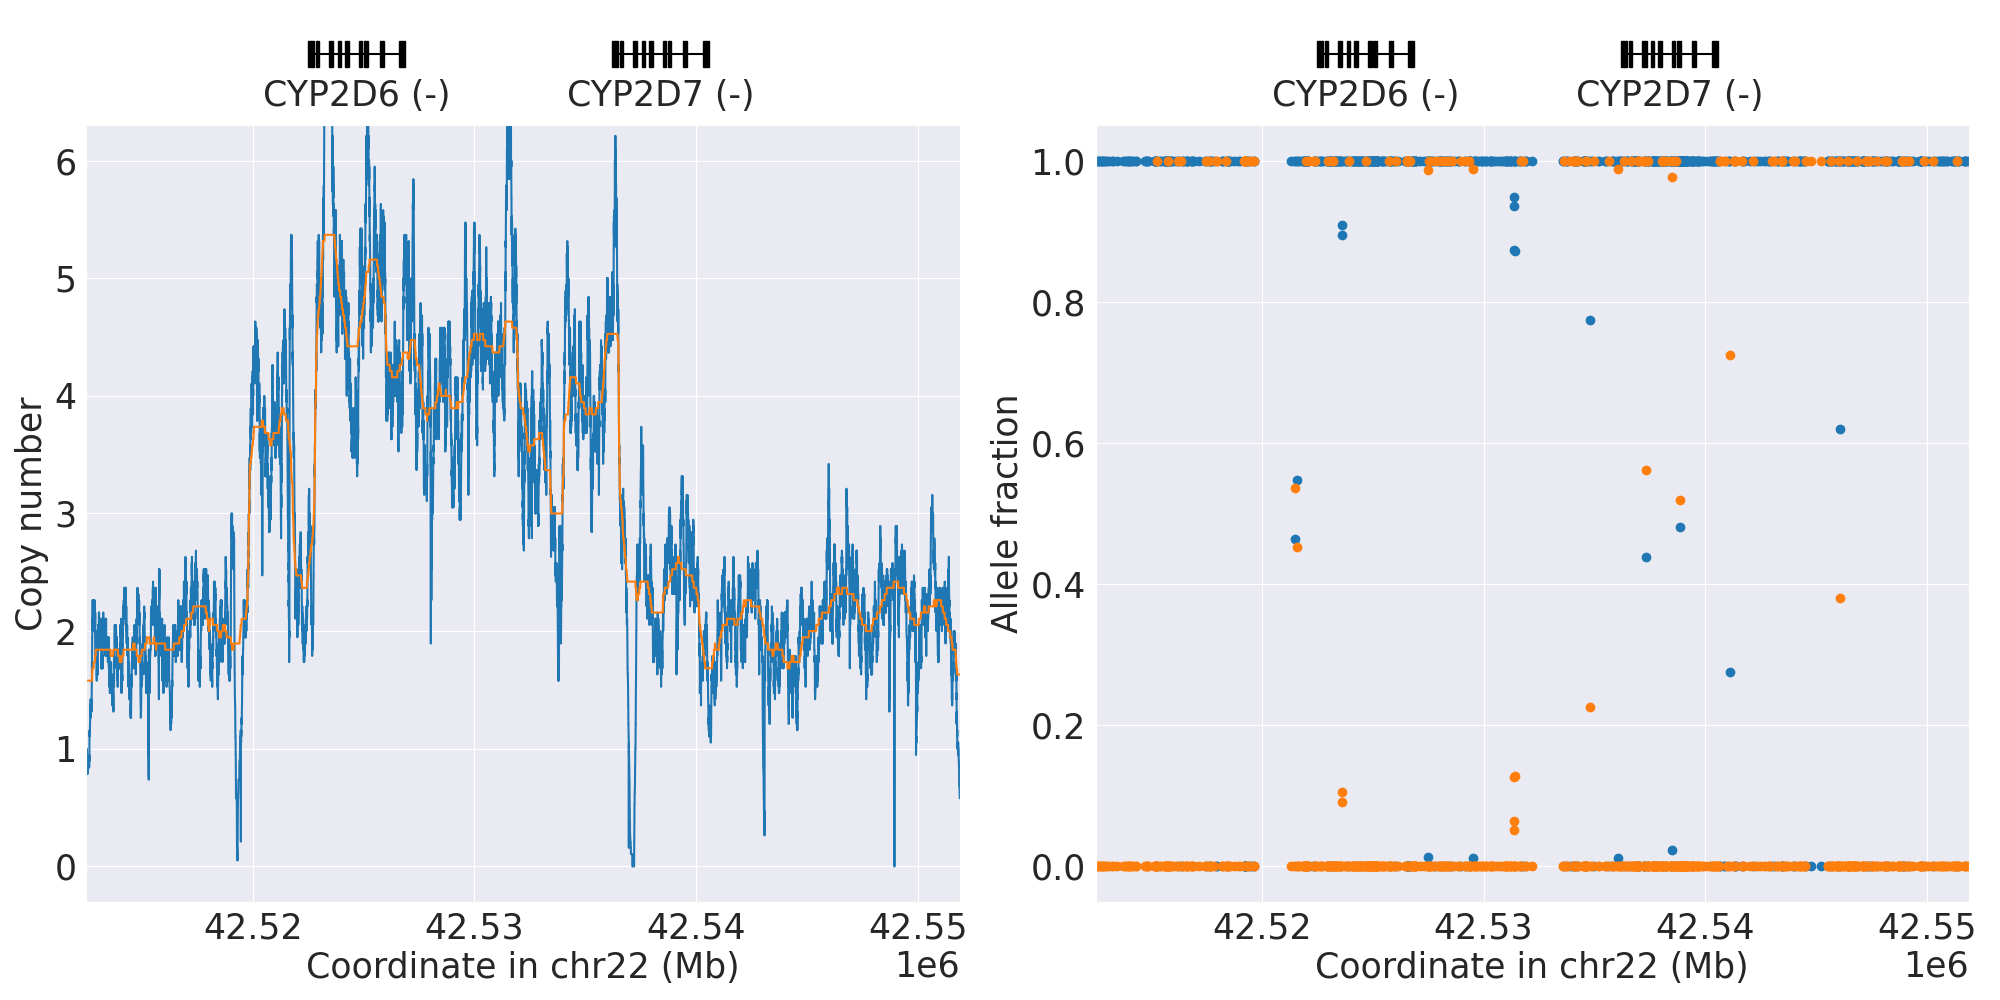 CYP2D6 (-) CYP2D7 (-)
6
5
4
3
2
1
0
Copy number
42.52 42.53 42.54 42.55
Coordinate in chr22 (Mb) 1e6
CYP2D6 (-) CYP2D7 (-)
1.0
0.8
0.6
0.4
0.2
0.0
Allele fraction
42.52 42.53 42.54 42.55
Coordinate in chr22 (Mb) 1e6